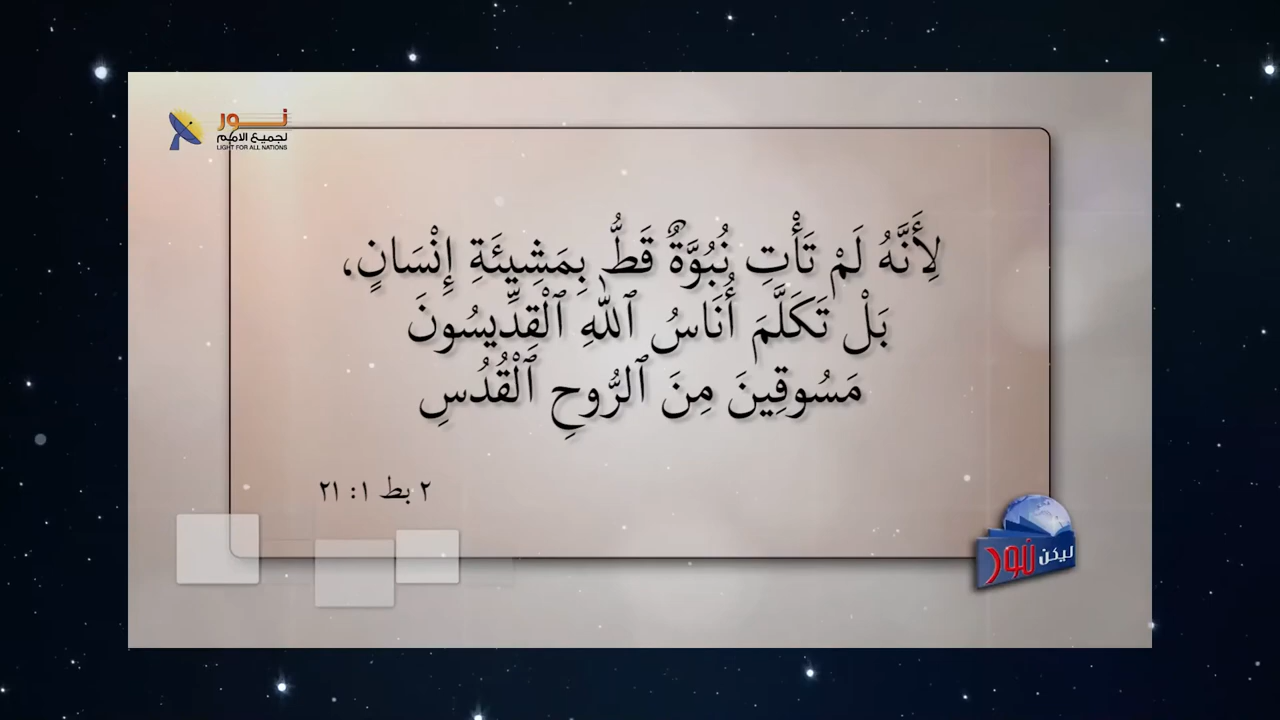 نور
لجميع الامم
LIGHT FOR ALL NATIONS
لِأَنَّهُ لَمْ تَأْتِ نُبُوَّةٌ قَطُّ بِمَشِيئَةِ إِنْسَانٍ،
بَلْ تَكَلَّمَ أُنَاسُ ٱللهِ ٱلْقِدِّيسُونَ
مَسُوقِينَ مِنَ ٱلرُّوحِ ٱلْقُدُسِ
٢ بط ١: ٢١
ليكن نور